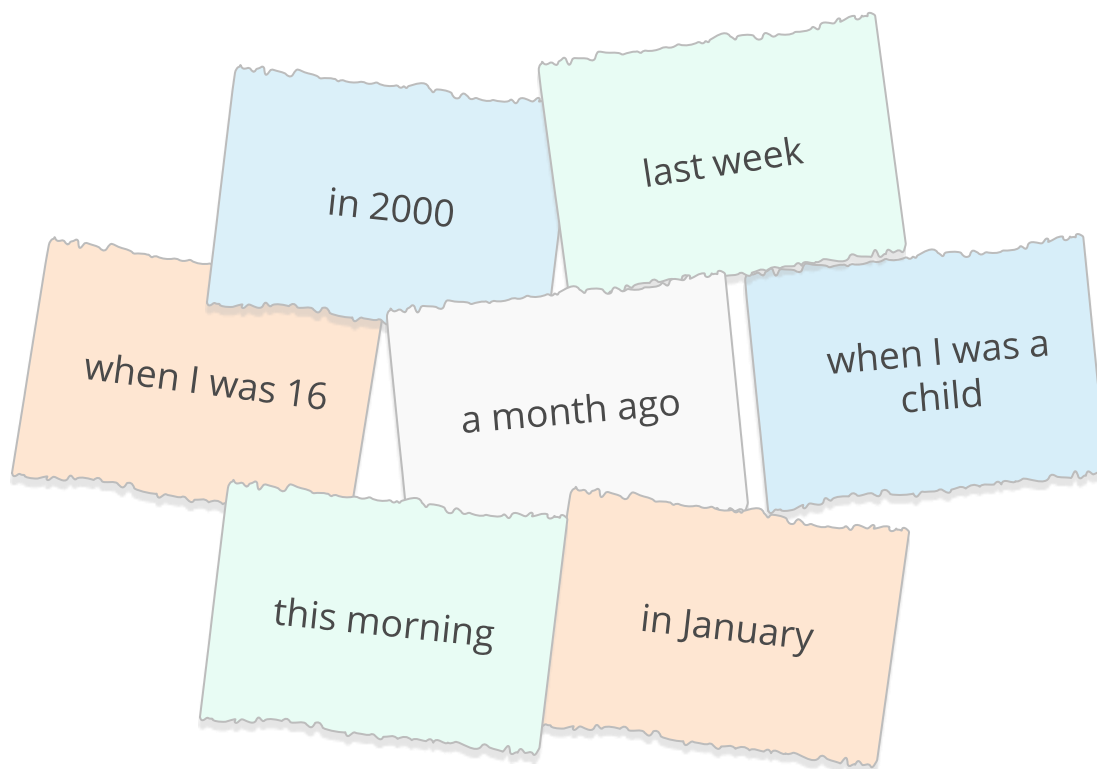 last week
in 2000
when I was a
child
when I was 16
a month ago
this morning
in January